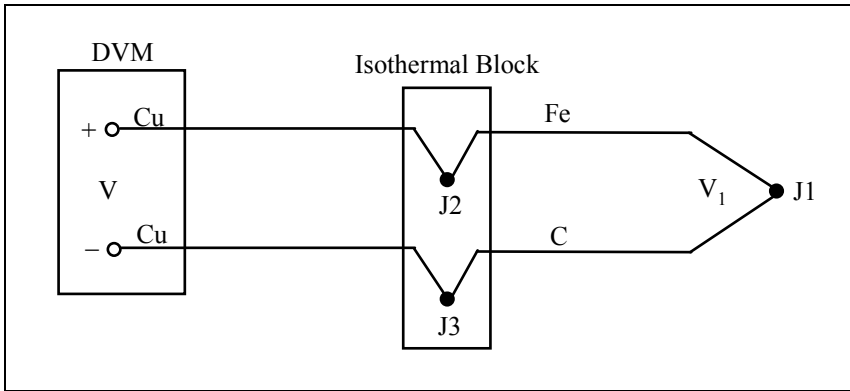 DVM
Isothermal Block
+ Cu
Fe
V
J2
V1
J1
− Cu
C
J3